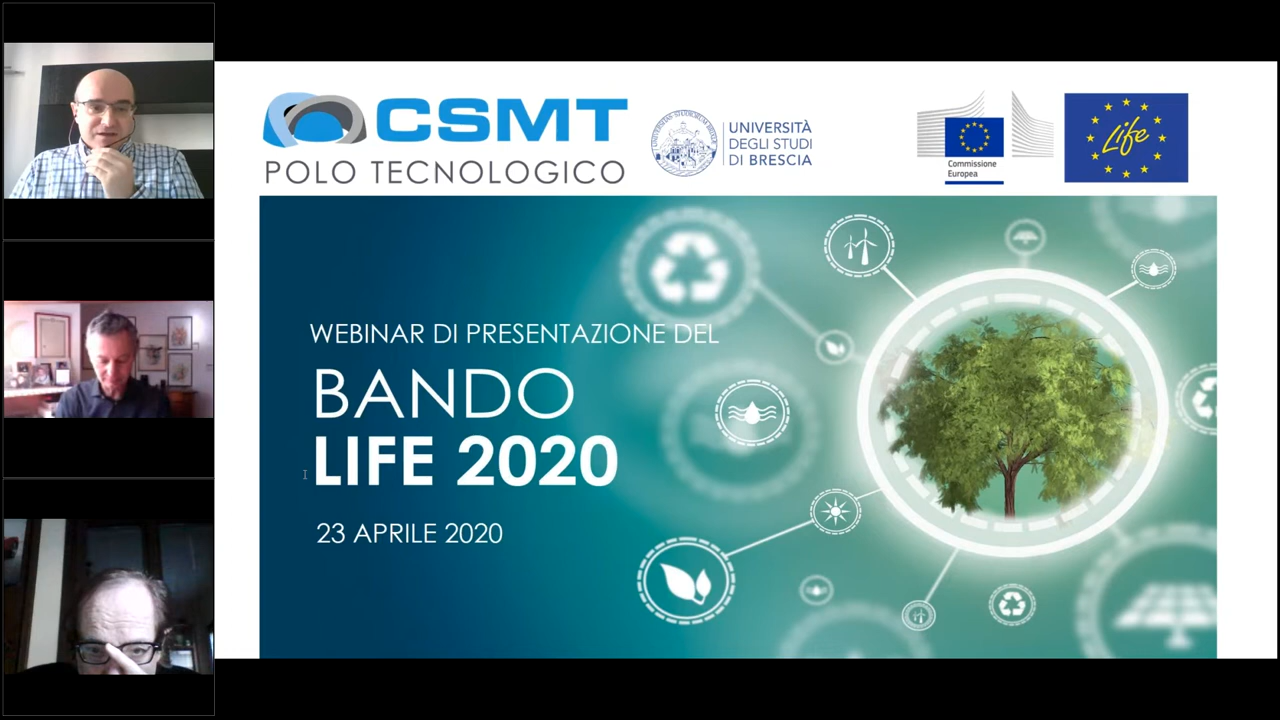 CSMT
POLO TECNOLOGICO
UNIVERSITÀ
DEGLI STUDI
DI BRESCIA
Commissione
Europea
Life
WEBINAR DI PRESENTAZIONE DEL
BANDO
LIFE 2020
23 APRILE 2020